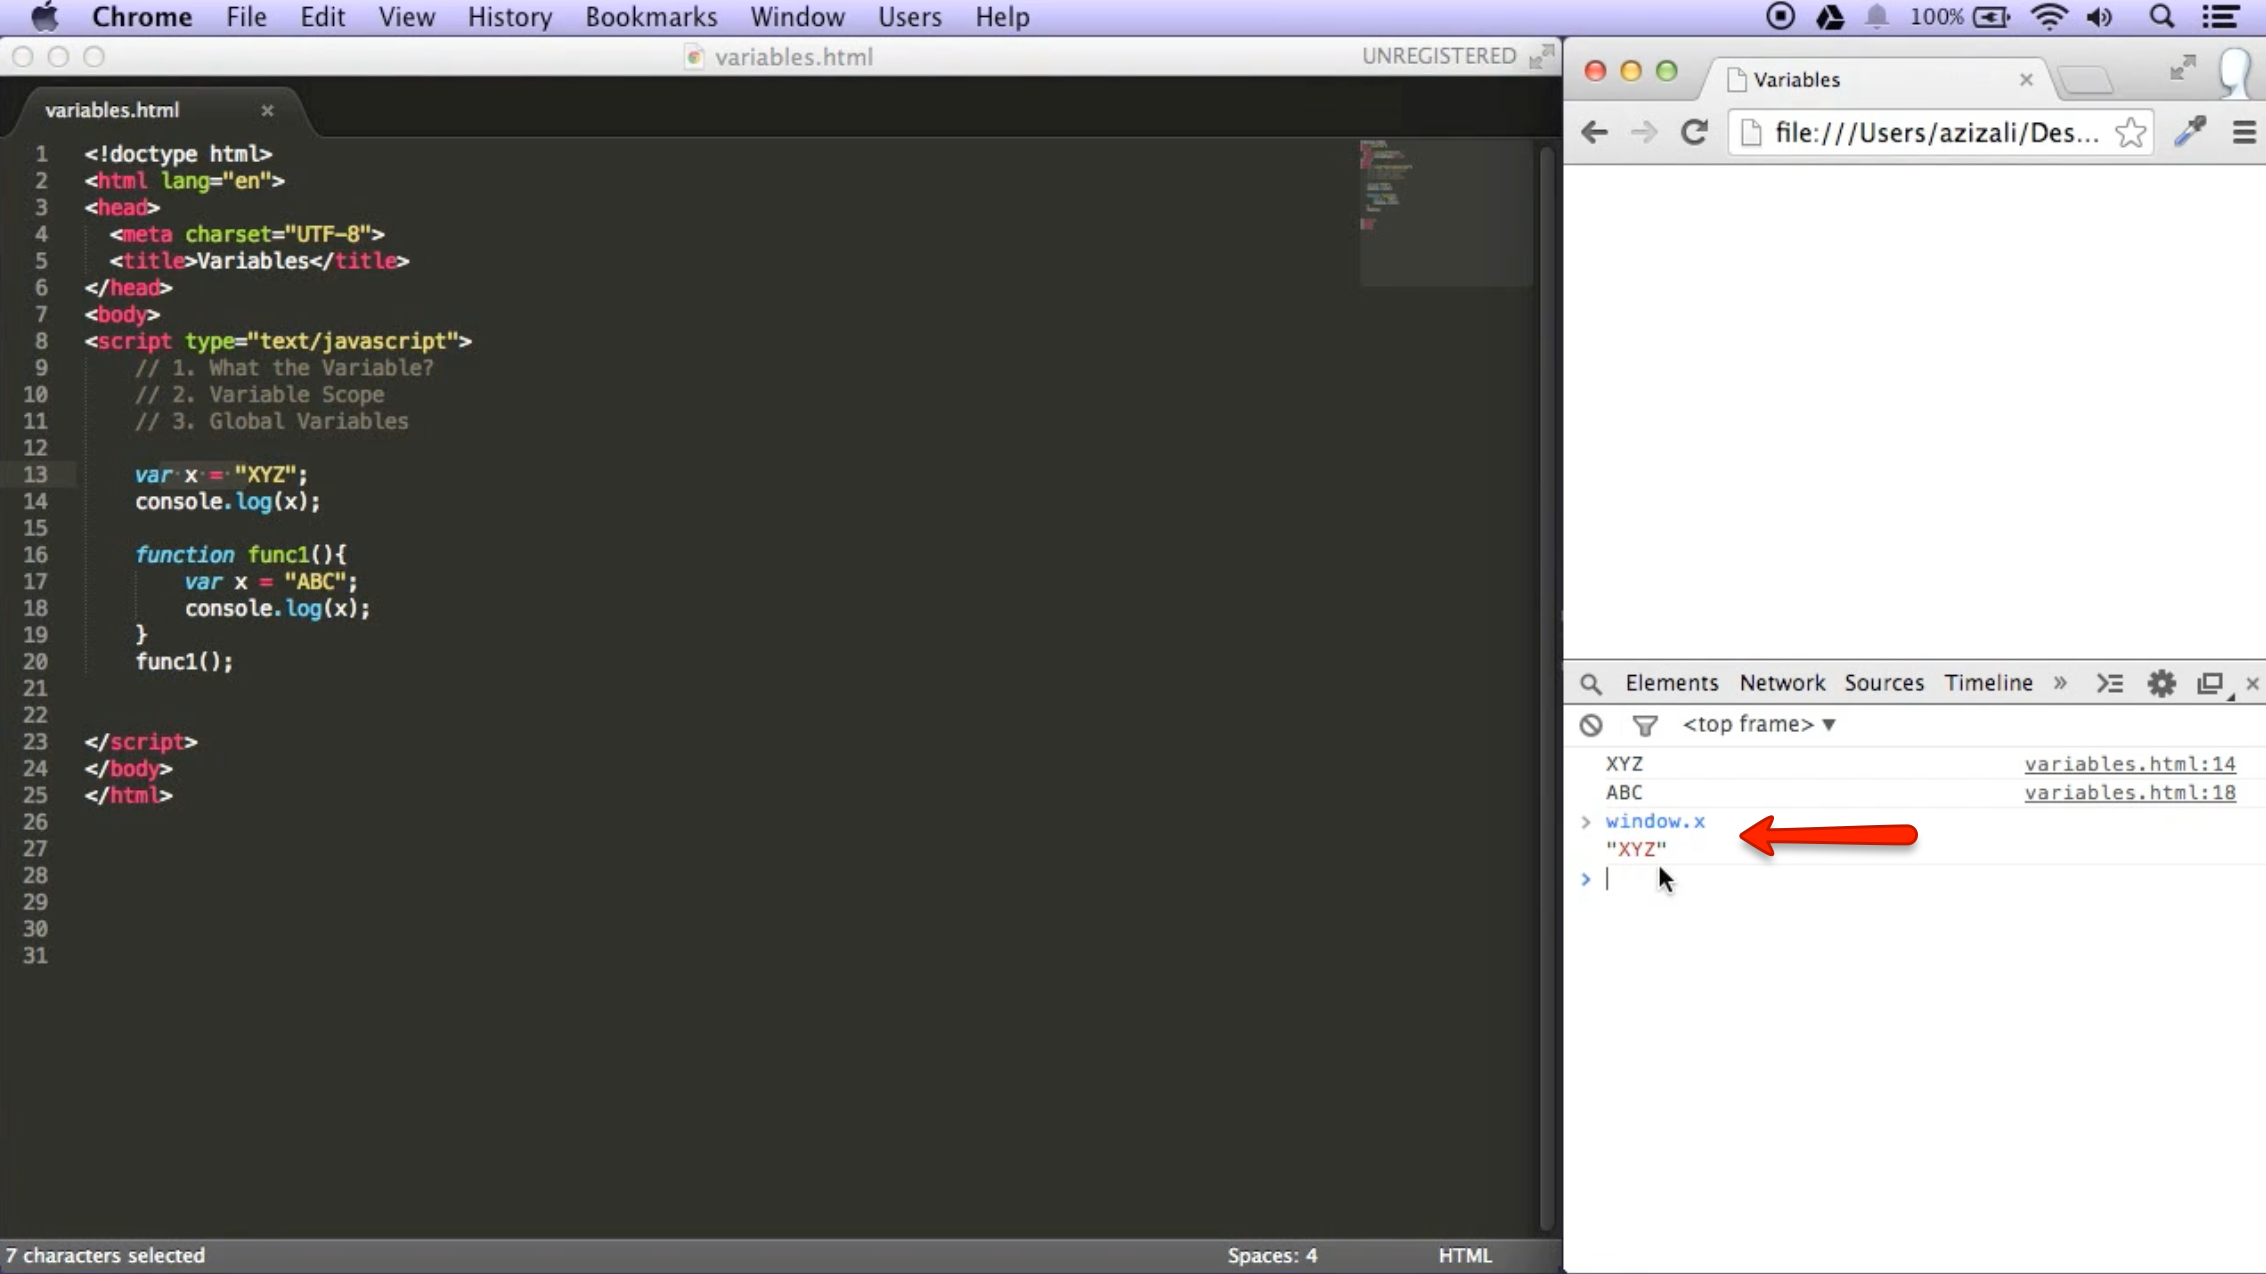 Chrome File Edit View History Bookmarks Window Users Help 100%
variables.html UNREGISTERED
variables.html ×
1 <!doctype html>
2 <html lang="en">
3 <head>
4 <meta charset="UTF-8">
5 <title>Variables</title>
6 </head>
7 <body>
8 <script type="text/javascript">
9 // 1. What the Variable?
10 // 2. Variable Scope
11 // 3. Global Variables
12
13 var x = "XYZ";
14 console.log(x);
15
16 function func1(){
17 var x = "ABC";
18 console.log(x);
19 }
20 func1();
21
22
23 </script>
24 </body>
25 </html>
26
27
28
29
30
31
7 characters selected Spaces: 4 HTML
Variables ×
file:///Users/azizali/Des...
Elements Network Sources Timeline » ×
<top frame> ▼
XYZ variables.html:14
ABC variables.html:18
> window.x
"XYZ"
>